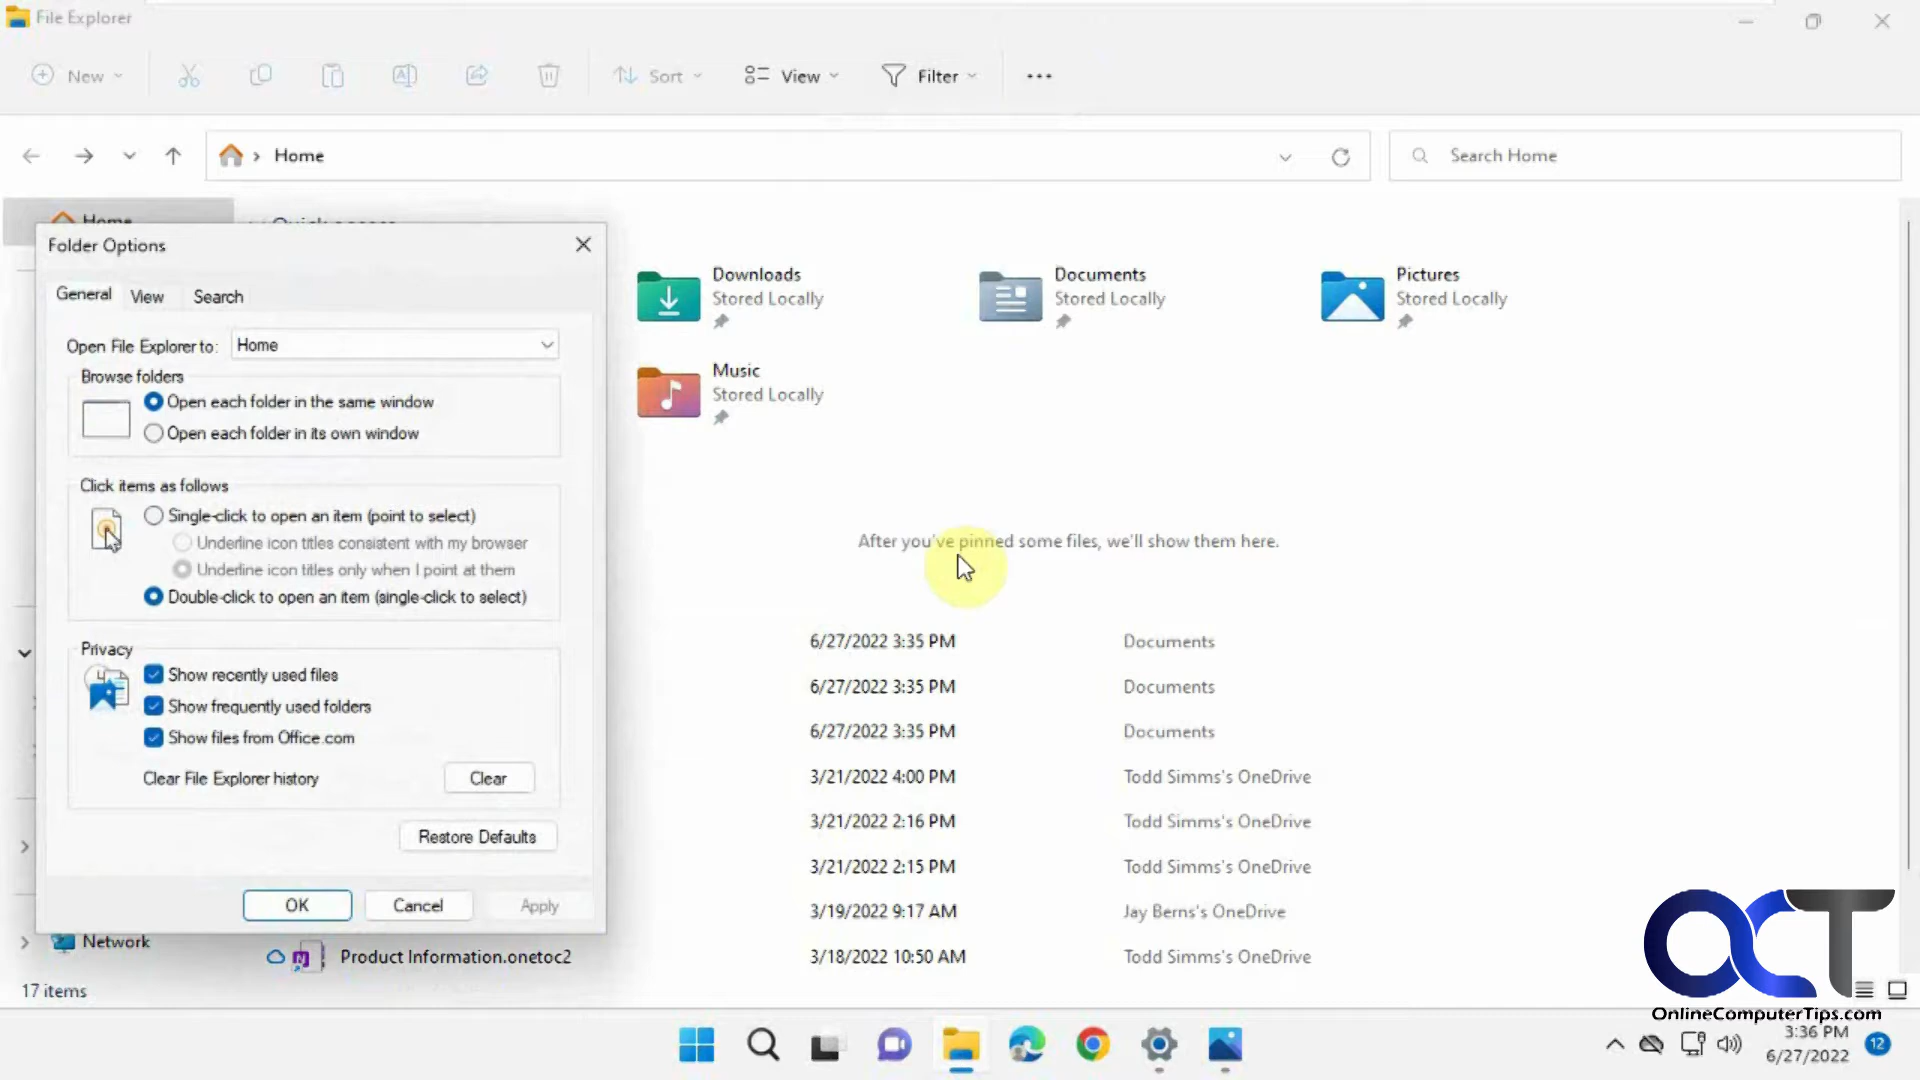 File Explorer
New
Sort
View
Filter
Home
Search Home
Home
Quick access
Folder Options
General
View
Search
Open File Explorer to:
Home
Browse folders
Open each folder in the same window
Open each folder in its own window
Click items as follows
Single-click to open an item (point to select)
Underline icon titles consistent with my browser
Underline icon titles only when I point at them
Double-click to open an item (single-click to select)
Privacy
Show recently used files
Show frequently used folders
Show files from Office.com
Clear File Explorer history
Clear
Restore Defaults
OK
Cancel
Apply
Downloads
Stored Locally
Documents
Stored Locally
Pictures
Stored Locally
Music
Stored Locally
After you've pinned some files, we'll show them here.
6/27/2022 3:35 PM Documents
6/27/2022 3:35 PM Documents
6/27/2022 3:35 PM Documents
3/21/2022 4:00 PM Todd Simms's OneDrive
3/21/2022 2:16 PM Todd Simms's OneDrive
3/21/2022 2:15 PM Todd Simms's OneDrive
3/19/2022 9:17 AM Jay Berns's OneDrive
Network
Product Information.onetoc2 3/18/2022 10:50 AM Todd Simms's OneDrive
17 items
OCT
OnlineComputerTips.com
3:36 PM
6/27/2022
12